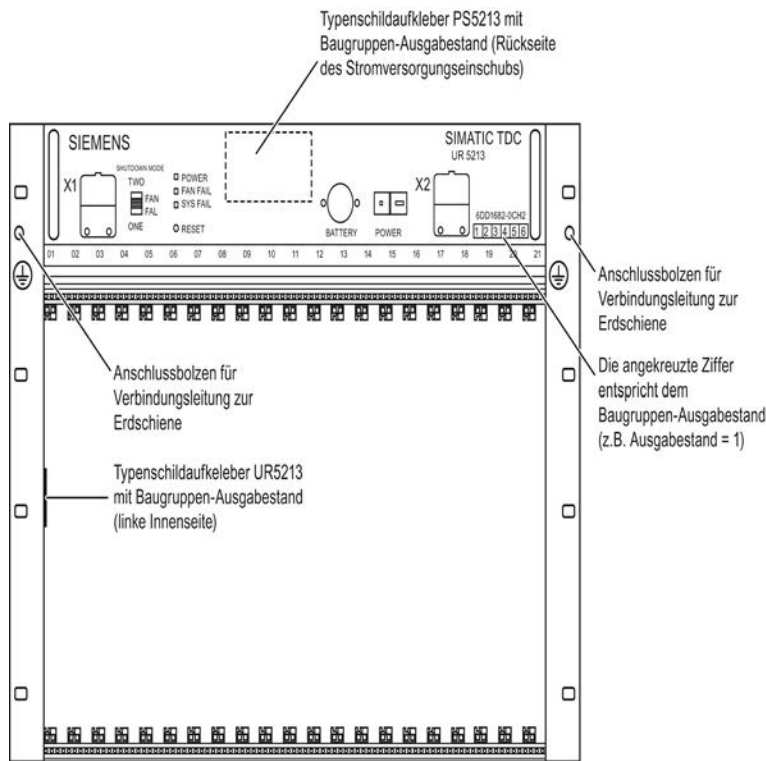 Typenschildaufkleber PS5213 mit
Baugruppen-Ausgabestand (Rückseite
des Stromversorgungseinschubs)
SIEMENS
SIMATIC TDC
UR 5213
X1
SHUTDOWN MODE
TWO
FAN
FAL
ONE
POWER
FAN FAIL
SYS FAIL
RESET
BATTERY
POWER
X2
6DD1682-0CH2
1 2 3 4 5 6
01 02 03 04 05 06 07 08 09 10 11 12 13 14 15 16 17 18 19 20 21
Anschlussbolzen für
Verbindungsleitung zur
Erdschiene
Die angekreuzte Ziffer
entspricht dem
Baugruppen-Ausgabestand
(z.B. Ausgabestand = 1)
Anschlussbolzen für
Verbindungsleitung zur
Erdschiene
Typenschildaufkeleber UR5213
mit Baugruppen-Ausgabestand
(linke Innenseite)